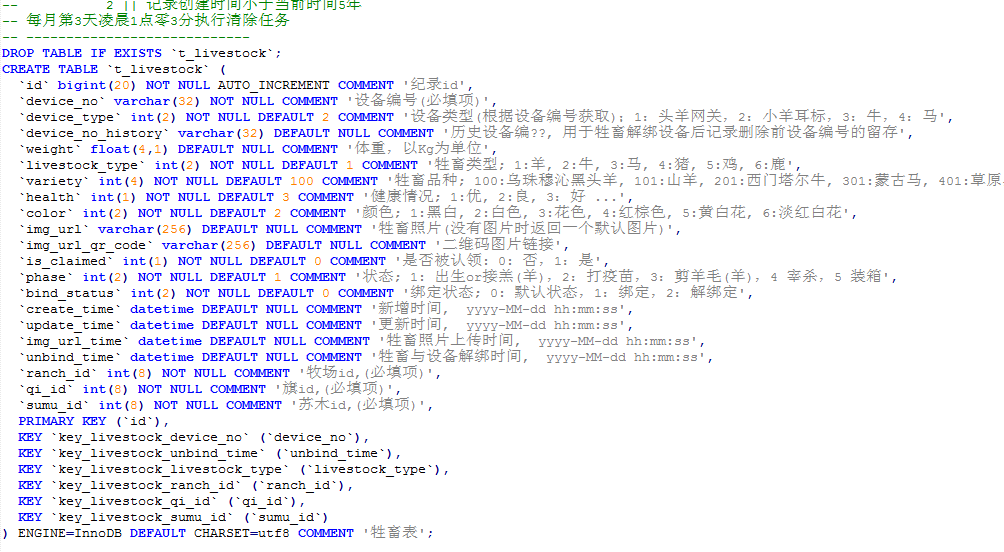 --          2 || 记录创建时间小于当前时间5年
-- 每月第3天凌晨1点零3分执行清除任务
-- ----------------------------
DROP TABLE IF EXISTS `t_livestock`;
CREATE TABLE `t_livestock` (
  `id` bigint(20) NOT NULL AUTO_INCREMENT COMMENT '纪录id',
  `device_no` varchar(32) NOT NULL COMMENT '设备编号(必填项)',
  `device_type` int(2) NOT NULL DEFAULT 2 COMMENT '设备类型(根据设备编号获取); 1: 头羊网关, 2: 小羊耳标, 3: 牛, 4: 马',
  `device_no_history` varchar(32) DEFAULT NULL COMMENT '历史设备编??, 用于牲畜解绑设备后记录删除前设备编号的留存',
  `weight` float(4,1) DEFAULT NULL COMMENT '体重, 以Kg为单位',
  `livestock_type` int(2) NOT NULL DEFAULT 1 COMMENT '牲畜类型; 1:羊, 2:牛, 3:马, 4:猪, 5:鸡, 6:鹿',
  `variety` int(4) NOT NULL DEFAULT 100 COMMENT '牲畜品种; 100:乌珠穆沁黑头羊, 101:山羊, 201:西门塔尔牛, 301:蒙古马, 401:草原
  `health` int(1) NOT NULL DEFAULT 3 COMMENT '健康情况; 1:优, 2:良, 3: 好 ...',
  `color` int(2) NOT NULL DEFAULT 2 COMMENT '颜色; 1:黑白, 2:白色, 3:花色, 4:红棕色, 5:黄白花, 6:淡红白花',
  `img_url` varchar(256) DEFAULT NULL COMMENT '牲畜照片(没有图片时返回一个默认图片)',
  `img_url_qr_code` varchar(256) DEFAULT NULL COMMENT '二维码图片链接',
  `is_claimed` int(1) NOT NULL DEFAULT 0 COMMENT '是否被认领: 0: 否, 1: 是',
  `phase` int(2) NOT NULL DEFAULT 1 COMMENT '状态; 1: 出生or接羔(羊), 2: 打疫苗, 3: 剪羊毛(羊), 4 宰杀, 5 装箱',
  `bind_status` int(2) NOT NULL DEFAULT 0 COMMENT '绑定状态; 0: 默认状态, 1: 绑定, 2: 解绑定',
  `create_time` datetime DEFAULT NULL COMMENT '新增时间,  yyyy-MM-dd hh:mm:ss',
  `update_time` datetime DEFAULT NULL COMMENT '更新时间,  yyyy-MM-dd hh:mm:ss',
  `img_url_time` datetime DEFAULT NULL COMMENT '牲畜照片上传时间,  yyyy-MM-dd hh:mm:ss',
  `unbind_time` datetime DEFAULT NULL COMMENT '牲畜与设备解绑时间, yyyy-MM-dd hh:mm:ss',
  `ranch_id` int(8) NOT NULL COMMENT '牧场id,(必填项)',
  `qi_id` int(8) NOT NULL COMMENT '旗id,(必填项)',
  `sumu_id` int(8) NOT NULL COMMENT '苏木id,(必填项)',
  PRIMARY KEY (`id`),
  KEY `key_livestock_device_no` (`device_no`),
  KEY `key_livestock_unbind_time` (`unbind_time`),
  KEY `key_livestock_livestock_type` (`livestock_type`),
  KEY `key_livestock_ranch_id` (`ranch_id`),
  KEY `key_livestock_qi_id` (`qi_id`),
  KEY `key_livestock_sumu_id` (`sumu_id`)
) ENGINE=InnoDB DEFAULT CHARSET=utf8 COMMENT '牲畜表';